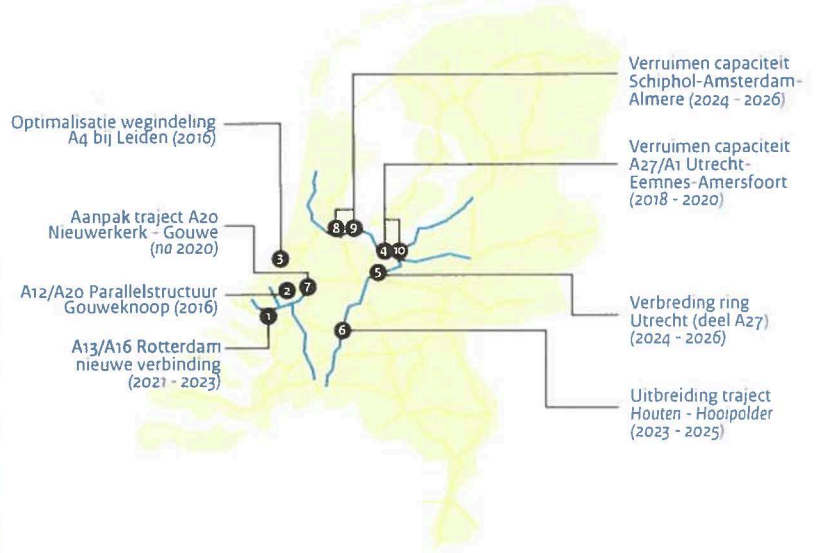 Optimalisatie wegindeling
A4 bij Leiden (2016)
Aanpak traject A20
Nieuwerkerk - Gouwe
(na 2020)
A12/A20 Parallelstructuur
Gouweknoop (2016)
A13/A16 Rotterdam
nieuwe verbinding
(2021 - 2023)
8 9
4 10
3
5
7
2
1
6
Verruimen capaciteit
Schiphol-Amsterdam-
Almere (2024 - 2026)
Verruimen capaciteit
A27/A1 Utrecht-
Eemnes-Amersfoort
(2018 - 2020)
Verbreding ring
Utrecht (deel A27)
(2024 - 2026)
Uitbreiding traject
Houten - Hooipolder
(2023 - 2025)